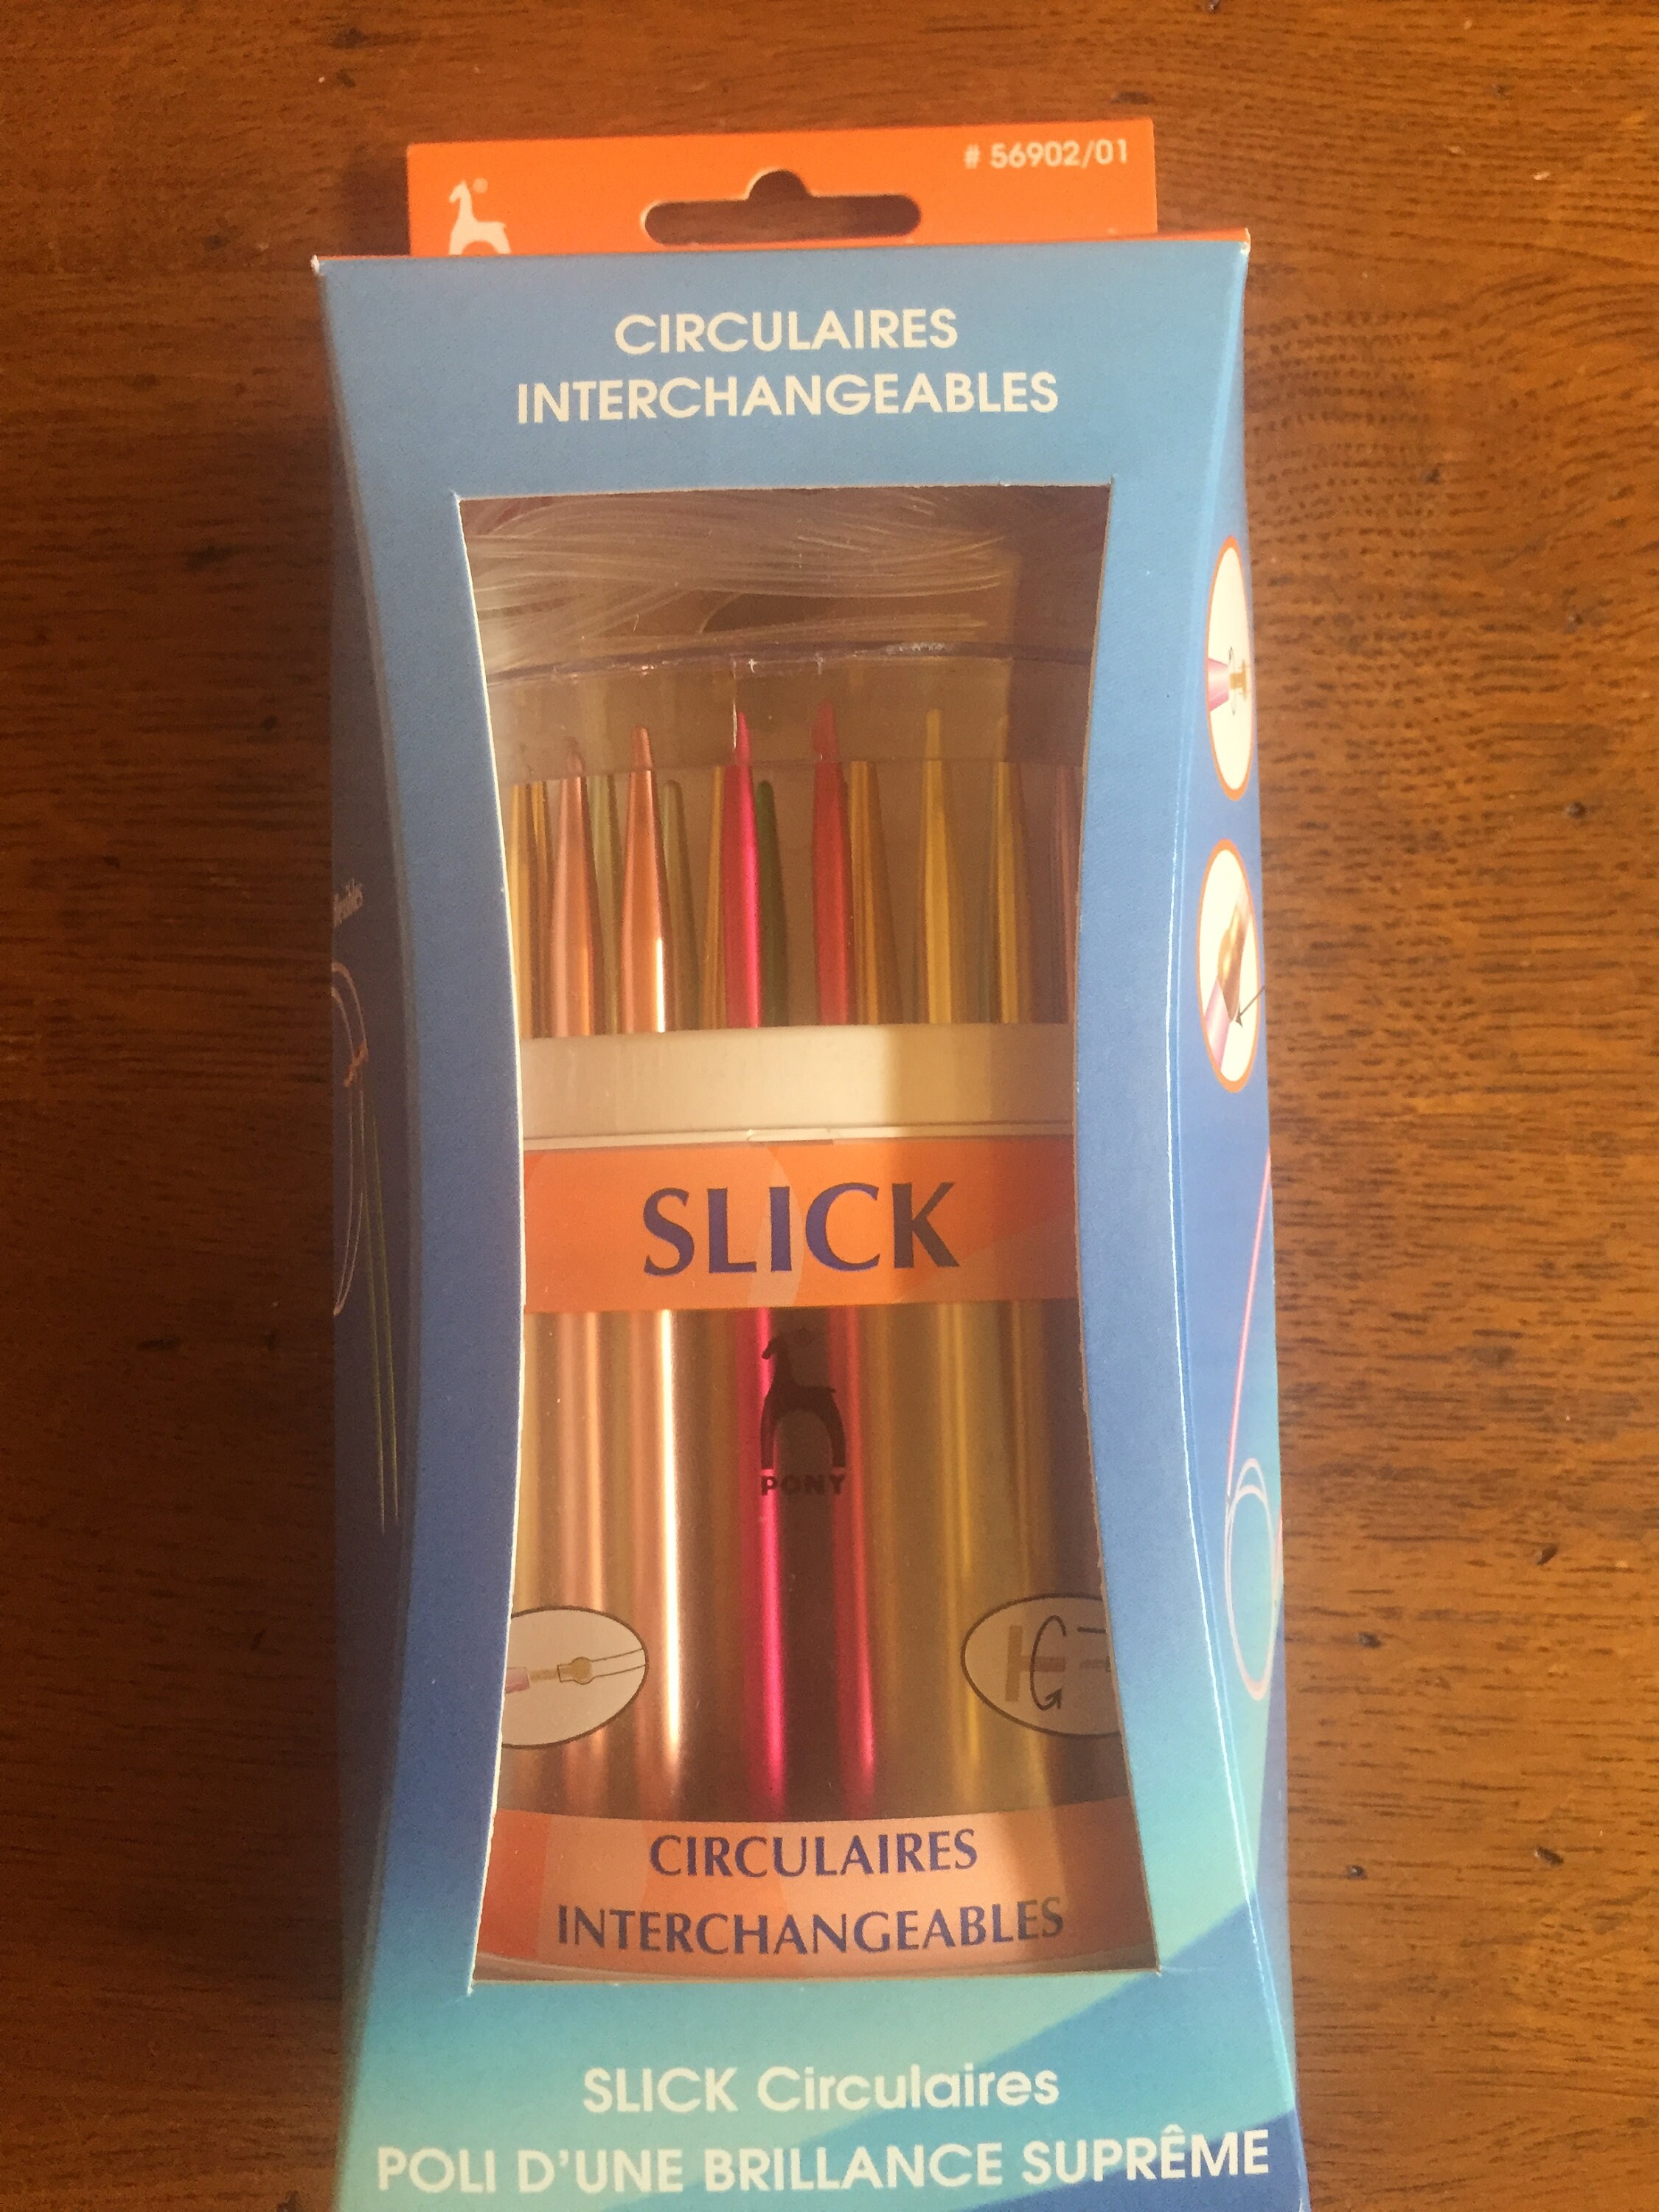 # 56902/01
CIRCULAIRES
INTERCHANGEABLES
SLICK
PONY
CIRCULAIRES
INTERCHANGEABLES
SLICK Circulaires
POLI D'UNE BRILLANCE SUPRÊME